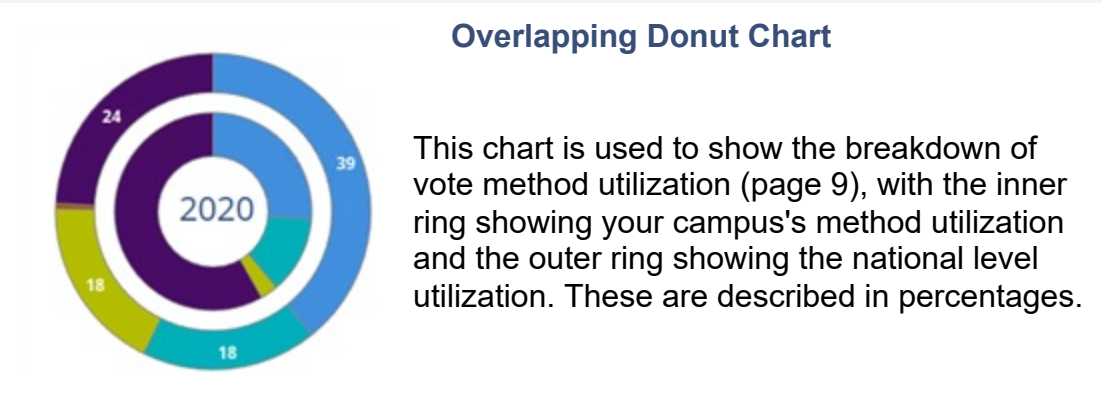 Overlapping Donut Chart
24
39
2020
18
18
This chart is used to show the breakdown of
vote method utilization (page 9), with the inner
ring showing your campus's method utilization
and the outer ring showing the national level
utilization. These are described in percentages.